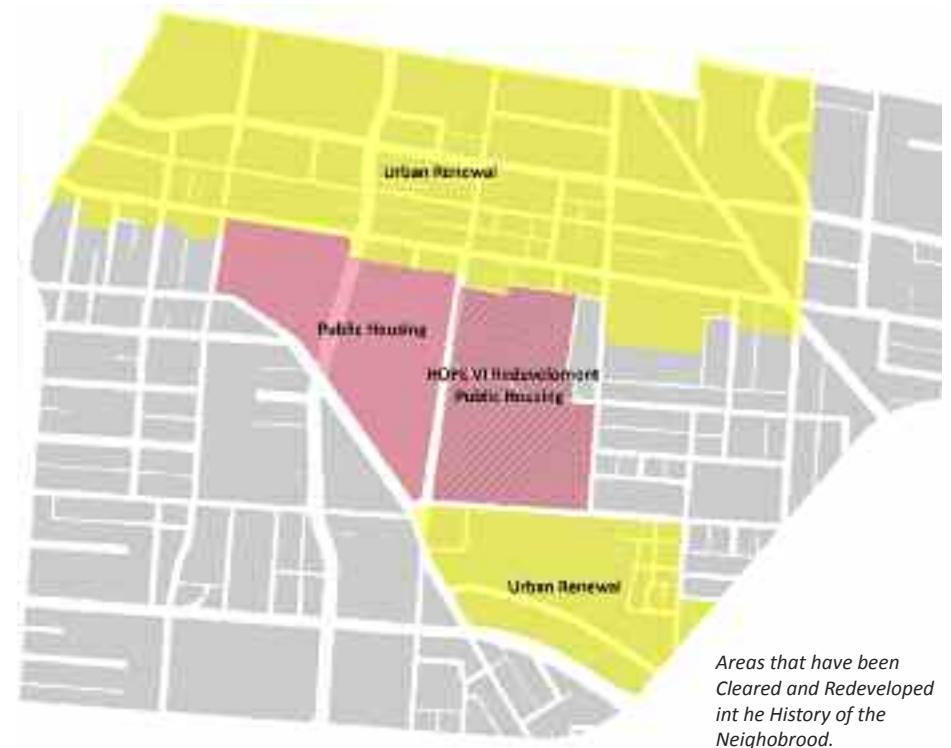 Urban Renewal
Public Housing
HOPE VI Redevelopment
Public Housing
Urban Renewal
Areas that have been
Cleared and Redeveloped
int he History of the
Neighobrood.